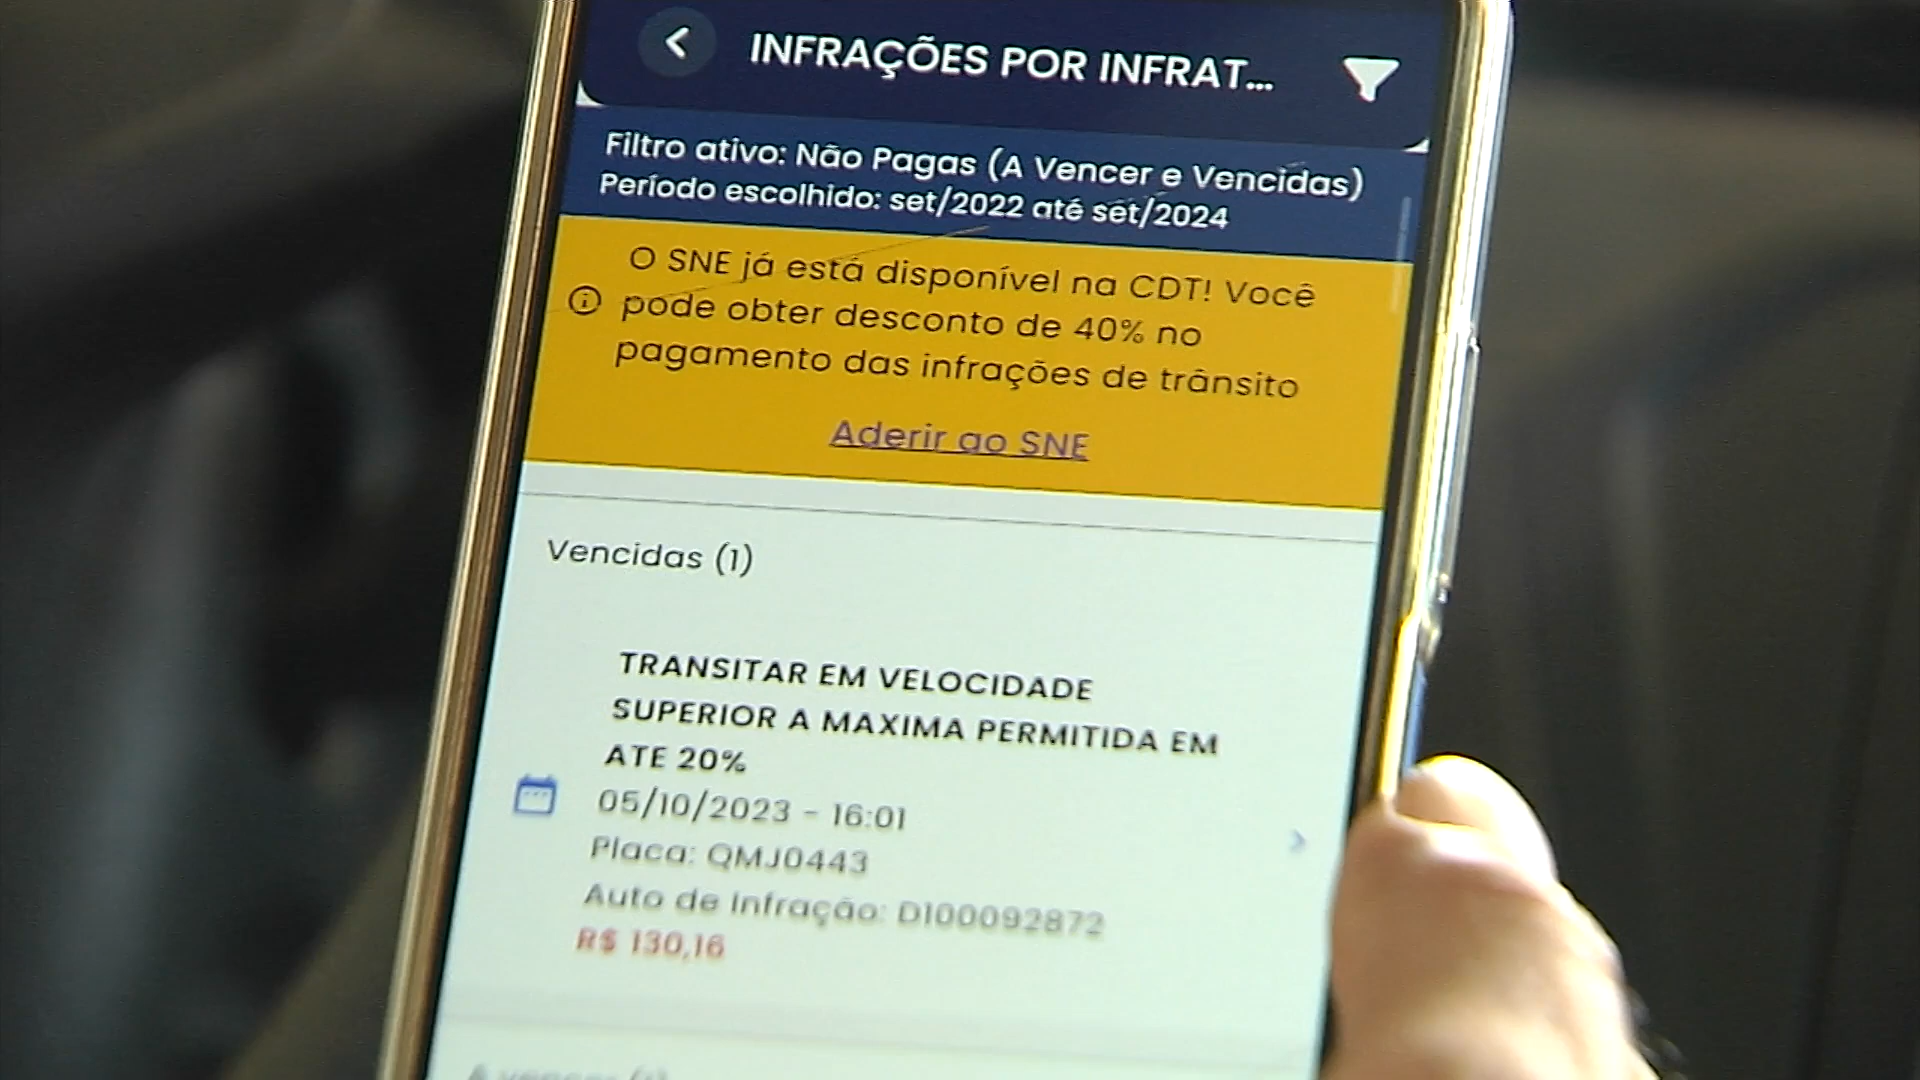 INFRAÇÕES POR INFRAT...
Filtro ativo: Não Pagas (A Vencer e Vencidas)
Período escolhido: set/2022 até set/2024
O SNE já está disponível na CDT! Você
pode obter desconto de 40% no
pagamento das infrações de trânsito
Aderir ao SNE
Vencidas (1)
TRANSITAR EM VELOCIDADE
SUPERIOR A MAXIMA PERMITIDA EM
ATE 20%
05/10/2023 - 16:01
Placa: QMJ0443
Auto de Infração: D100092872
R$ 130,16
A vencer (1)